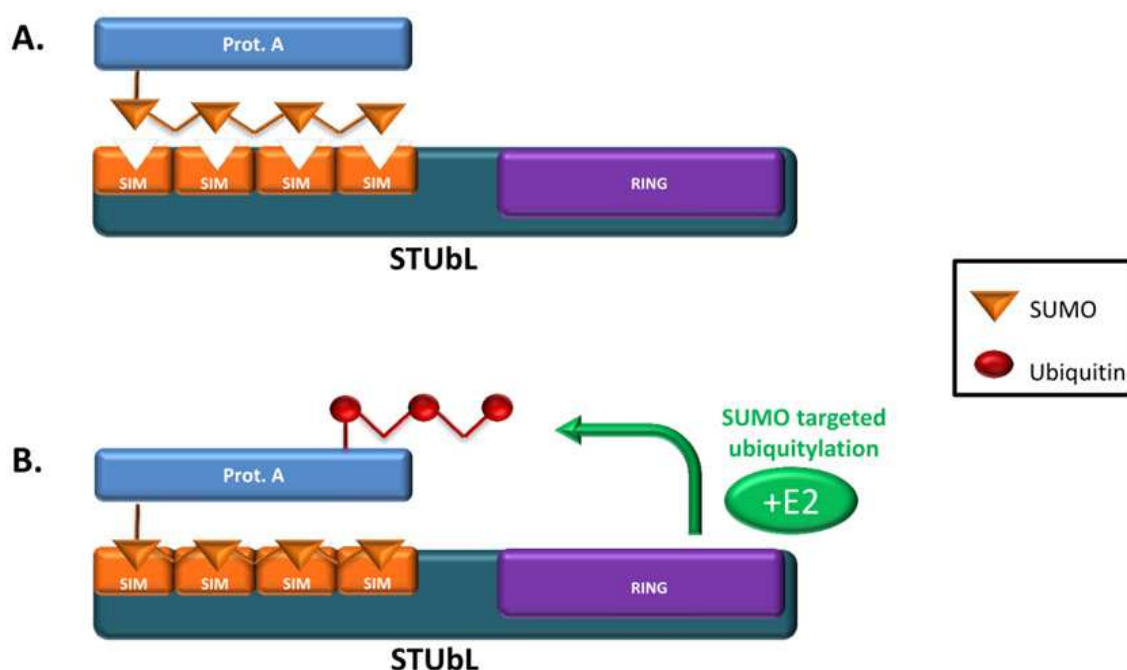 A.
Prot. A
SIM SIM SIM SIM
RING
STUbL
SUMO
Ubiquitin
SUMO targeted
ubiquitylation
+E2
B.
Prot. A
SIM SIM SIM SIM
RING
STUbL